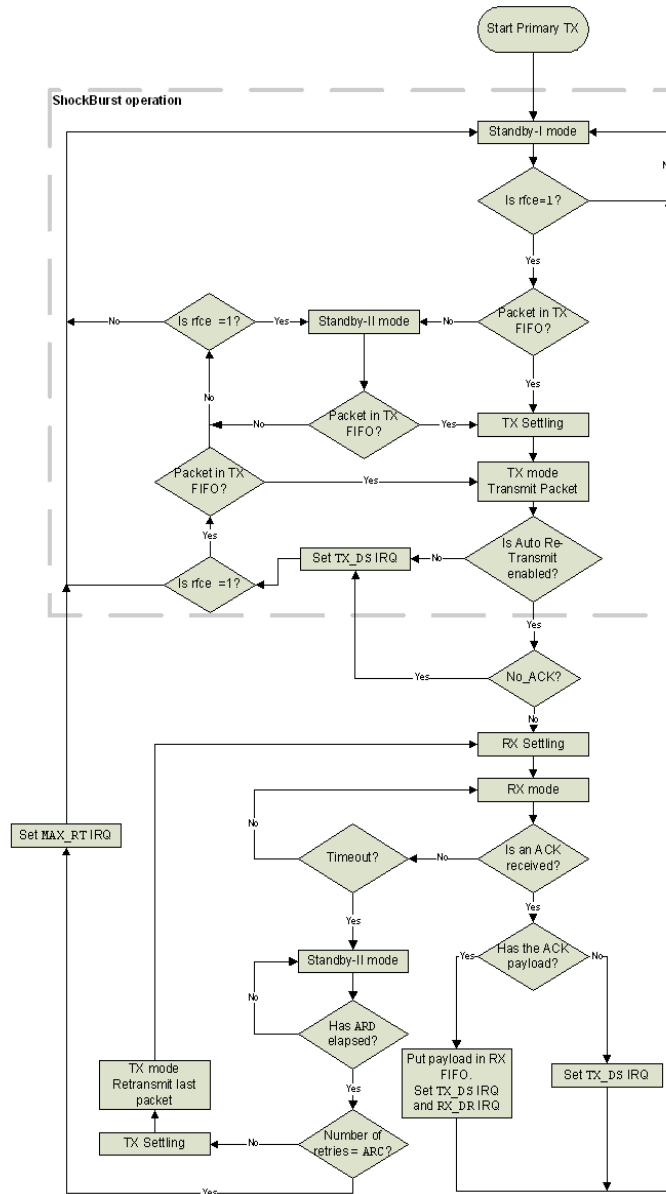 Start Primary TX
ShockBurst operation
Standby-I mode
Is rfce=1?
Yes
Is rfce =1?
No
Yes
Standby-II mode
No
Packet in TX
FIFO?
No
Yes
Packet in TX
FIFO?
No
Yes
TX Settling
Packet in TX
FIFO?
Yes
TX mode
Transmit Packet
Yes
Is rfce =1?
Set TX_DS IRQ
No
Is Auto Re-
Transmit
enabled?
Yes
Yes
No_ACK?
No
RX Settling
RX mode
Set MAX_RT IRQ
No
Timeout?
No
Is an ACK
received?
Yes
Yes
Standby-II mode
Yes
Has the ACK
payload?
No
No
Has ARD
elapsed?
Yes
TX mode
Retransmit last
packet
Put payload in RX
FIFO.
Set TX_DS IRQ
and RX_DR IRQ
Set TX_DS IRQ
TX Settling
No
Number of
retries = ARC?
Yes